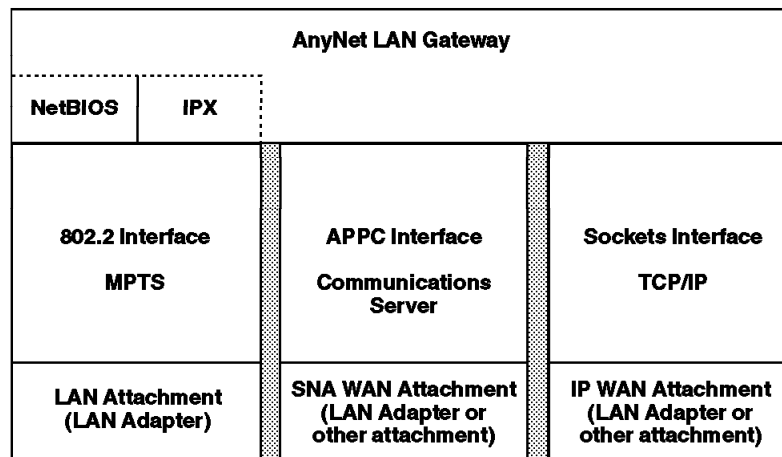 AnyNet LAN Gateway
NetBIOS
IPX
802.2 Interface
MPTS
APPC Interface
Communications
Server
Sockets Interface
TCP/IP
LAN Attachment
(LAN Adapter)
SNA WAN Attachment
(LAN Adapter or
other attachment)
IP WAN Attachment
(LAN Adapter or
other attachment)